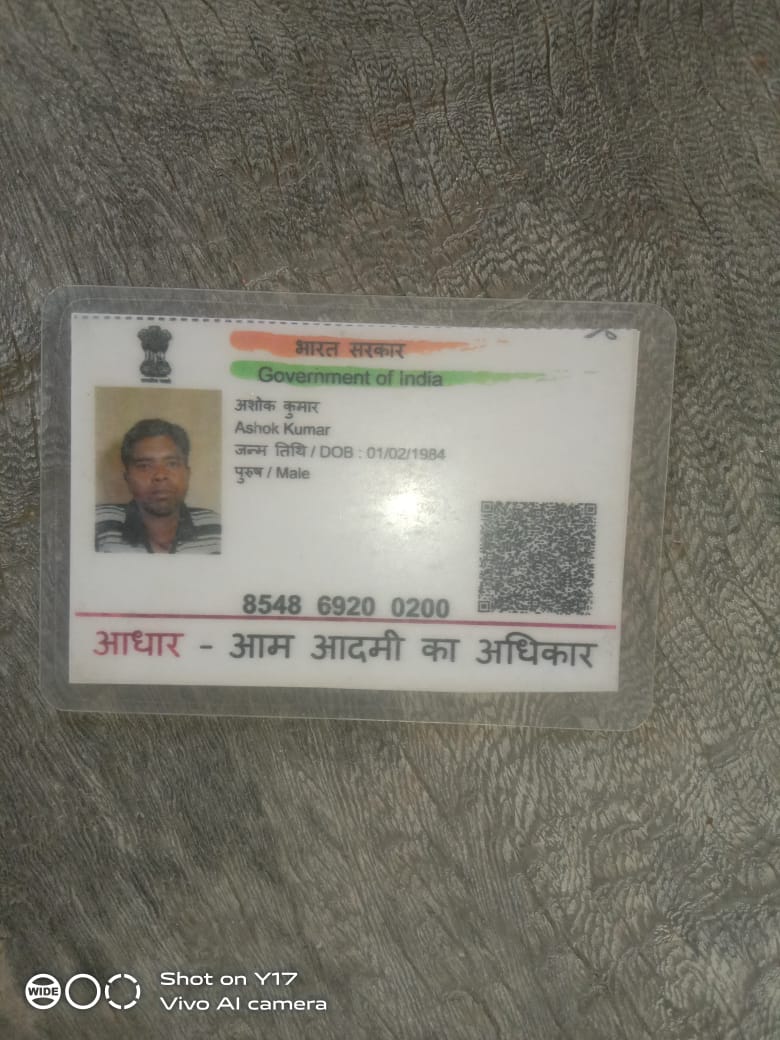 भारत सरकार
Government of India
अशोक कुमार
Ashok Kumar
जन्म तिथि / DOB : 01/02/1984
पुरुष / Male
8548 6920 0200
आधार - आम आदमी का अधिकार
WIDE
Shot on Y17
Vivo AI camera